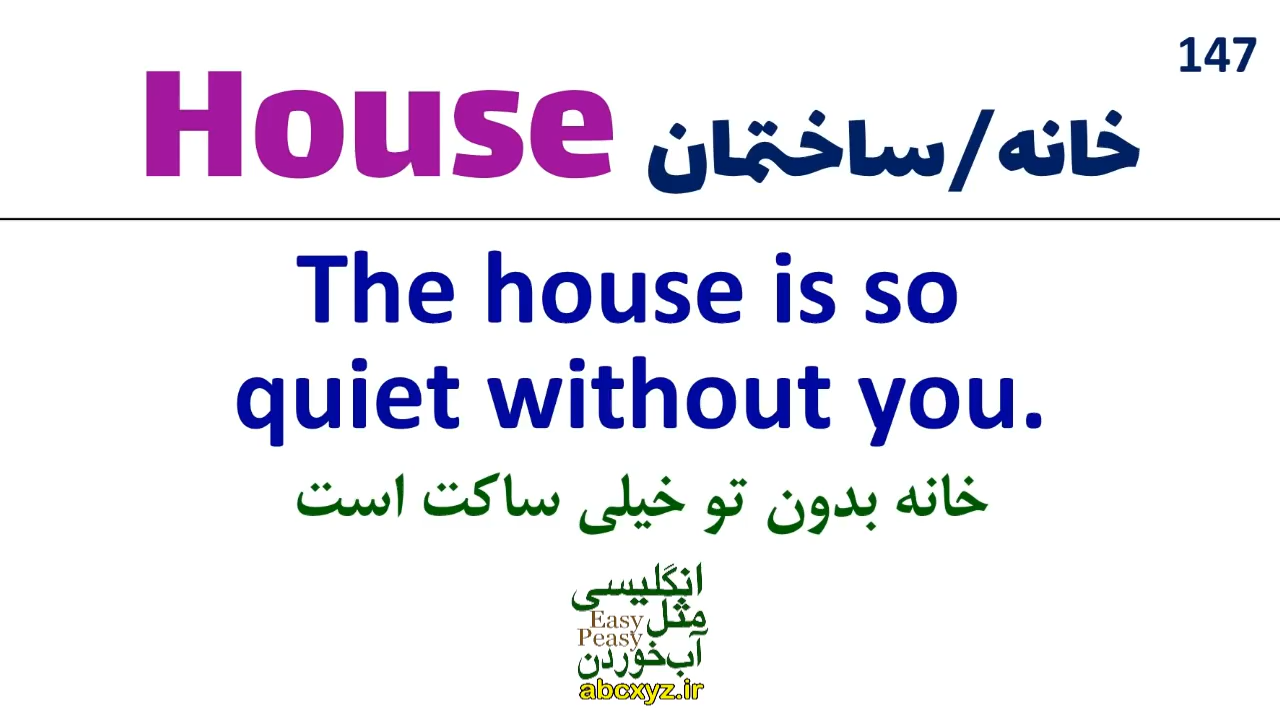 147
House خانه/ساختمان
The house is so
quiet without you.
خانه بدون تو خیلی ساکت است
انگلیسی
مثل Easy
Peasy
آب‌خوردن
abcxyz.ir